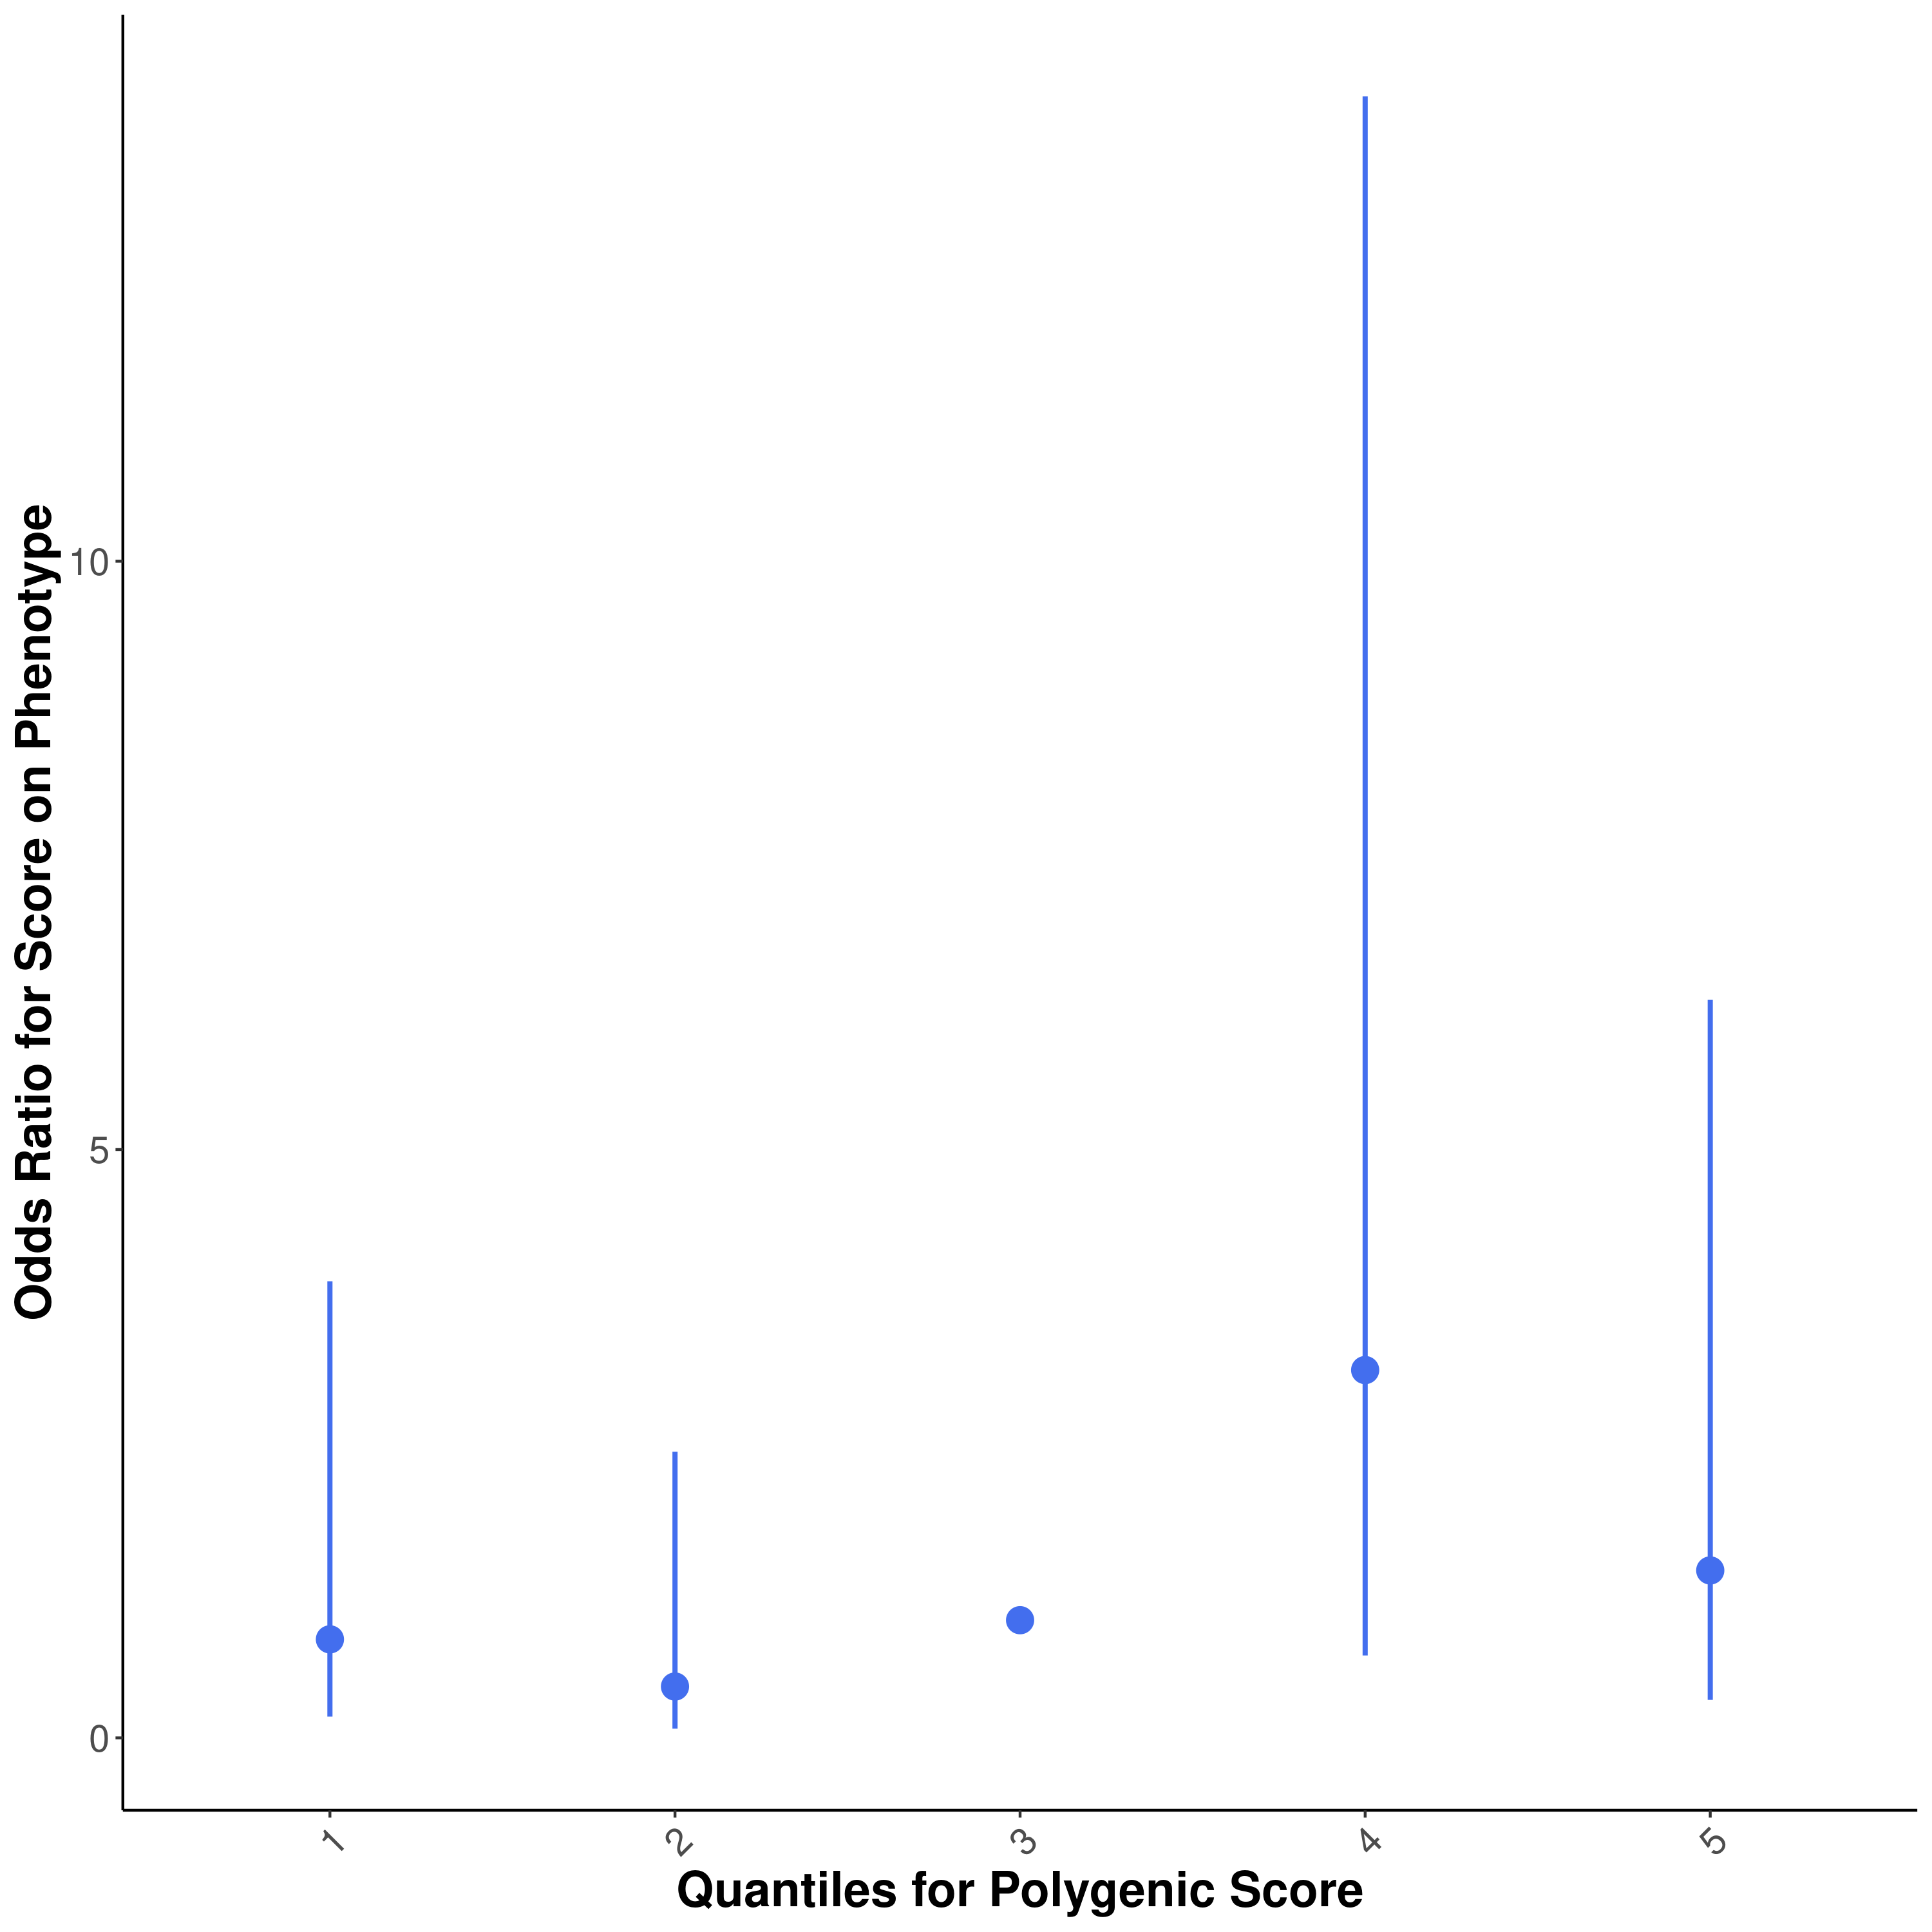 Odds Ratio for Score on Phenotype
10
5
0
1 2 3 4 5
Quantiles for Polygenic Score